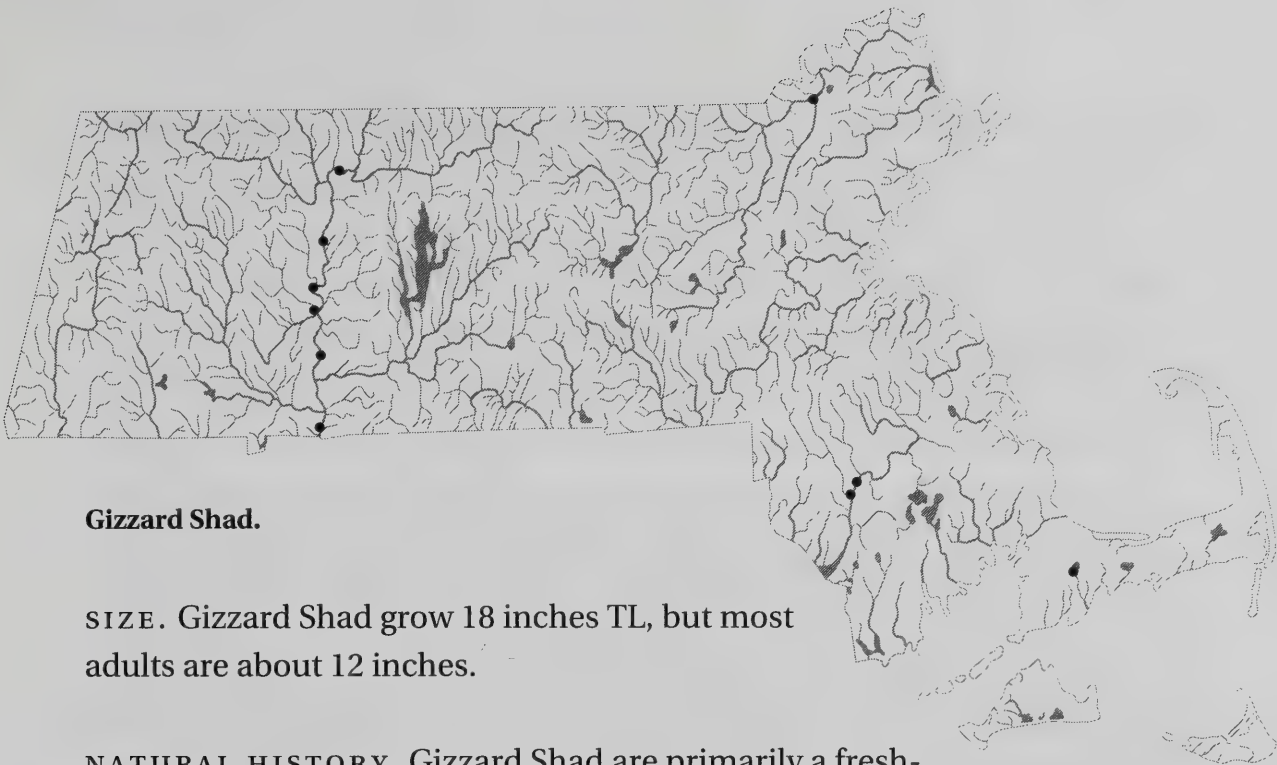 Gizzard Shad.
SIZE. Gizzard Shad grow 18 inches TL, but most
adults are about 12 inches.
NATURAL HISTORY. Gizzard Shad are primarily a fresh-